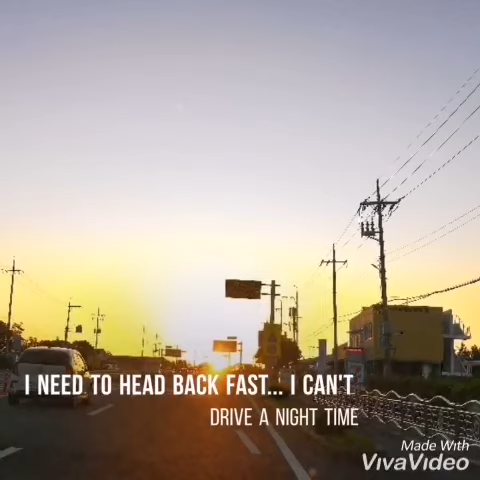 I NEED TO HEAD BACK FAST... I CAN'T
DRIVE A NIGHT TIME
Made With
VivaVideo